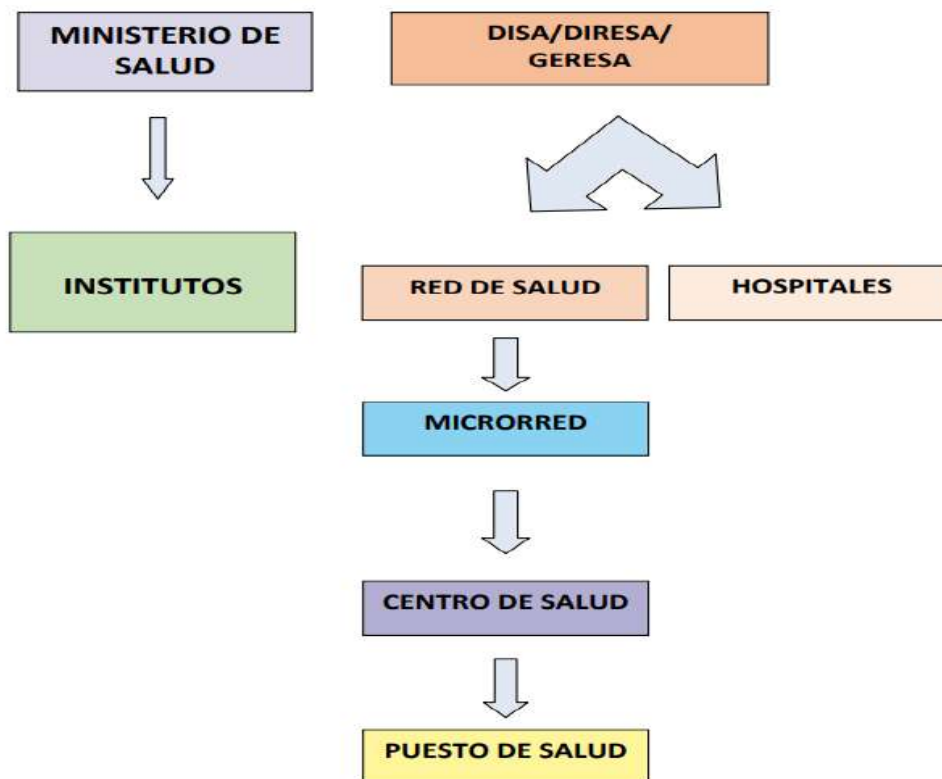 MINISTERIO DE
SALUD
DISA/DIRESA/
GERESA
INSTITUTOS
RED DE SALUD
HOSPITALES
MICRORRED
CENTRO DE SALUD
PUESTO DE SALUD